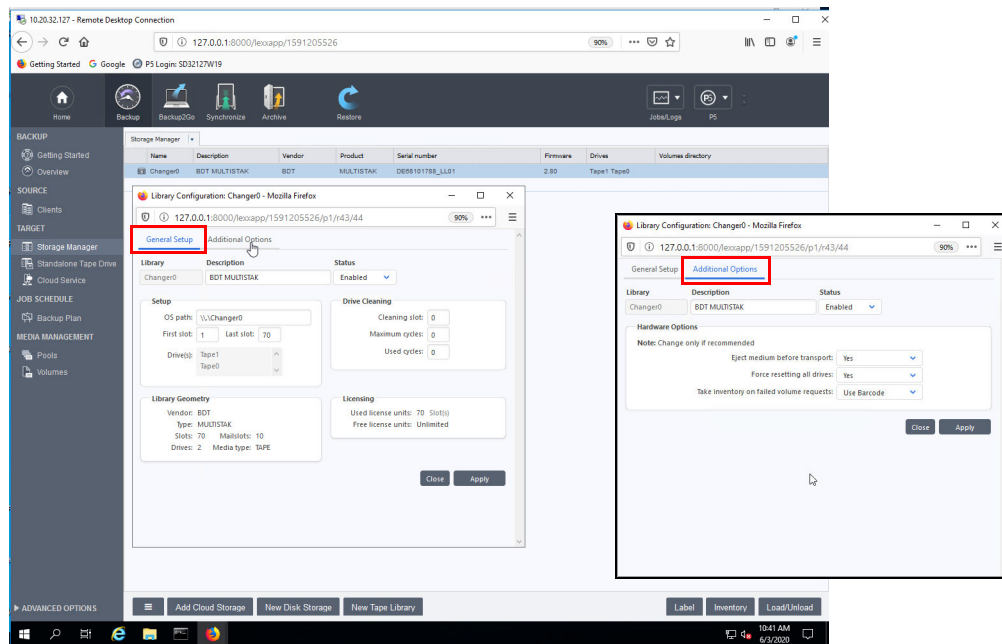 10.20.32.127 - Remote Desktop Connection
127.0.0.1:8000/lexxapp/1591205526
90%
Getting Started Google P5 Login: SD32127W19
Home Backup Backup2Go Synchronize Archive Restore Jobs/Logs P5
BACKUP
Getting Started
Overview
SOURCE
Clients
TARGET
Storage Manager
Standalone Tape Drive
Cloud Service
JOB SCHEDULE
Backup Plan
MEDIA MANAGEMENT
Pools
Volumes
ADVANCED OPTIONS
Storage Manager
Name Description Vendor Product Serial number Firmware Drives Volumes directory
Changer0 BDT MULTISTAK BDT MULTISTAK DE68101788_LL01 2.80 Tape1 Tape0
Library Configuration: Changer0 - Mozilla Firefox
127.0.0.1:8000/lexxapp/1591205526/p1/r43/44 90%
General Setup Additional Options
Library Description Status
Changer0 BDT MULTISTAK Enabled
Setup
OS path: \\.\Changer0
First slot: 1 Last slot: 70
Drive(s): Tape1
Tape0
Drive Cleaning
Cleaning slot: 0
Maximum cycles: 0
Used cycles: 0
Library Geometry
Vendor: BDT
Type: MULTISTAK
Slots: 70 Mailslots: 10
Drives: 2 Media type: TAPE
Licensing
Used license units: 70 Slot(s)
Free license units: Unlimited
Close Apply
Library Configuration: Changer0 - Mozilla Firefox
127.0.0.1:8000/lexxapp/1591205526/p1/r43/44 90%
General Setup Additional Options
Library Description Status
Changer0 BDT MULTISTAK Enabled
Hardware Options
Note: Change only if recommended
Eject medium before transport: Yes
Force resetting all drives: Yes
Take inventory on failed volume requests: Use Barcode
Close Apply
Add Cloud Storage New Disk Storage New Tape Library Label Inventory Load/Unload
10:41 AM
6/3/2020